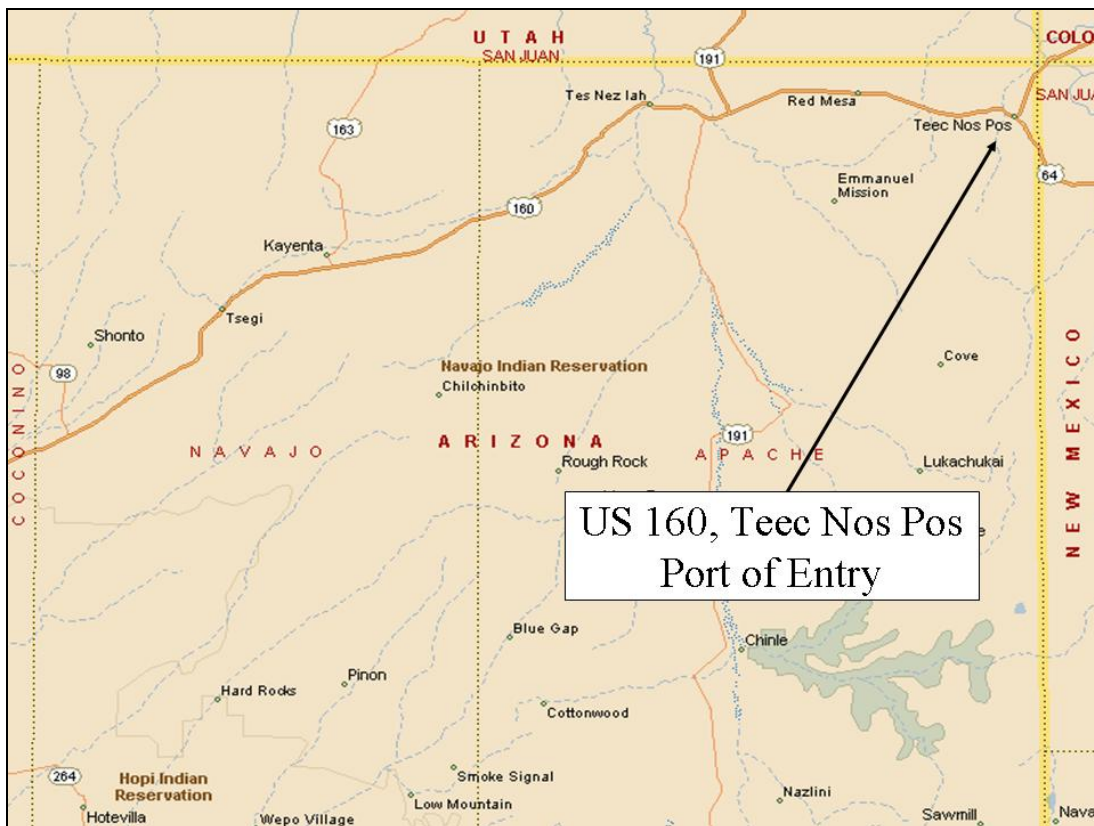 UTAH
COLO
SAN JUAN
191
Tes Nez Iah
Red Mesa
SAN JUA
163
Teec Nos Pos
64
Emmanuel
Mission
160
Kayenta
Tsegi
Shonto
98
Navajo Indian Reservation
Cove
Chilchinbito
NEW MEXICO
COCONINO
NAVAJO
ARIZONA
191
APACHE
Rough Rock
Lukachukai
US 160, Teec Nos Pos
Port of Entry
Blue Gap
Chinle
Pinon
Hard Rocks
Cottonwood
264
Hopi Indian
Reservation
Smoke Signal
Low Mountain
Nazlini
Hotevilla
Wepo Village
Sawmill
Nava